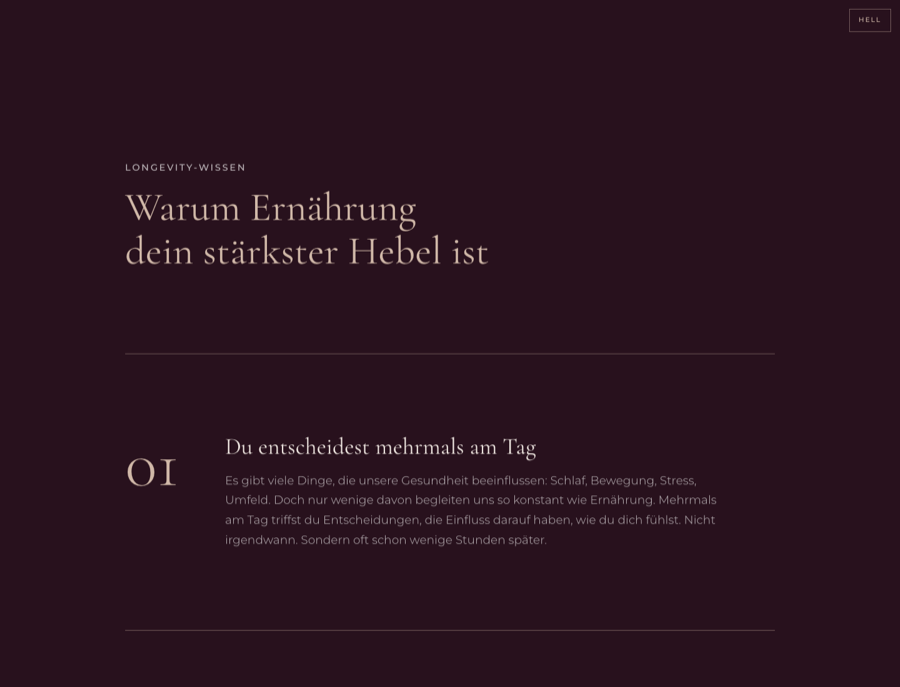 HELL
LONGEVITY-WISSEN
Warum Ernährung
dein stärkster Hebel ist
01
Du entscheidest mehrmals am Tag
Es gibt viele Dinge, die unsere Gesundheit beeinflussen: Schlaf, Bewegung, Stress,
Umfeld. Doch nur wenige davon begleiten uns so konstant wie Ernährung. Mehrmals
am Tag triffst du Entscheidungen, die Einfluss darauf haben, wie du dich fühlst. Nicht
irgendwann. Sondern oft schon wenige Stunden später.